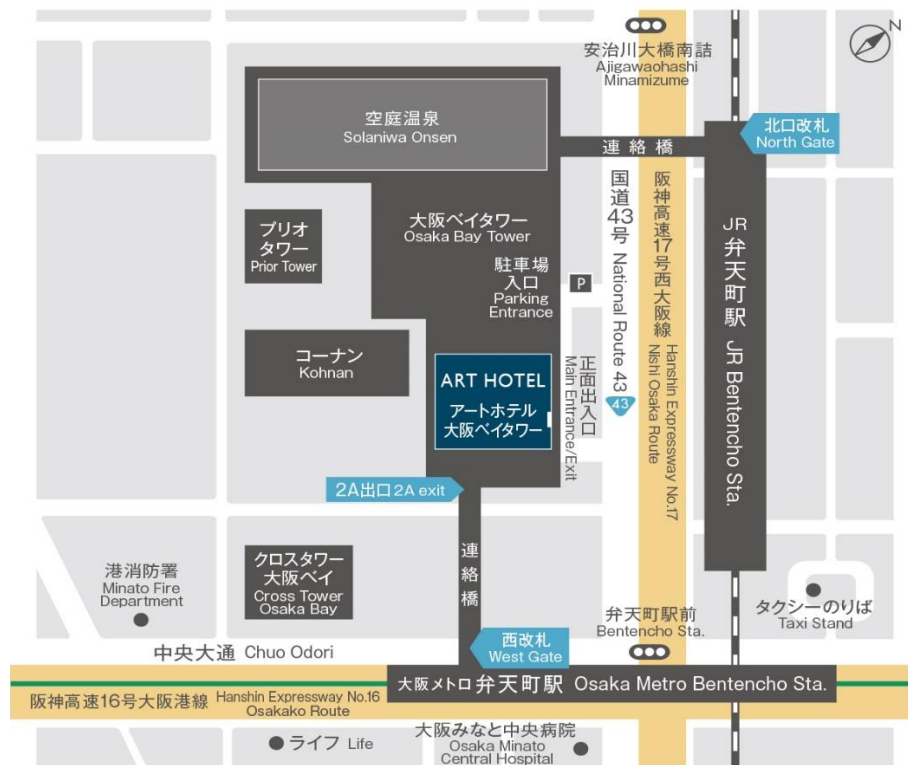 N
安治川大橋南詰
Ajigawaohashi
Minamizume
空庭温泉
Solaniwa Onsen
北口改札
North Gate
連絡橋
大阪ベイタワー
Osaka Bay Tower
プリオ
タワー
Prior Tower
駐車場
入口
Parking
Entrance
P
国道43号 National Route 43
43
阪神高速17号西大阪線
Hanshin Expressway No.17
Nishi Osaka Route
JR 弁天町駅 JR Bentencho Sta.
コーナン
Kohnan
ART HOTEL
アートホテル
大阪ベイタワー
正面出入口
Main Entrance/Exit
2A出口 2A exit
連絡橋
クロスタワー
大阪ベイ
Cross Tower
Osaka Bay
港消防署
Minato Fire
Department
弁天町駅前
Bentencho Sta.
タクシーのりば
Taxi Stand
西改札
West Gate
中央大通 Chuo Odori
大阪メトロ 弁天町駅 Osaka Metro Bentencho Sta.
阪神高速16号大阪港線 Hanshin Expressway No.16
Osakako Route
ライフ Life
大阪みなと中央病院
Osaka Minato
Central Hospital